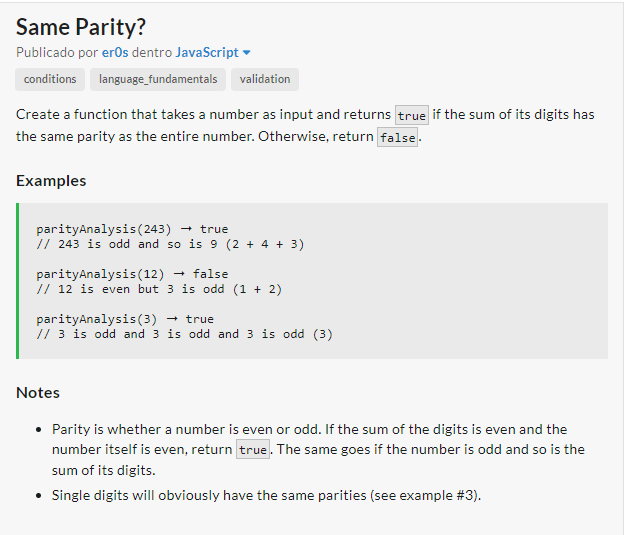 Same Parity?
Publicado por er0s dentro JavaScript
conditions language_fundamentals validation
Create a function that takes a number as input and returns true if the sum of its digits has
the same parity as the entire number. Otherwise, return false.
Examples
parityAnalysis(243) → true
// 243 is odd and so is 9 (2 + 4 + 3)
parityAnalysis(12) → false
// 12 is even but 3 is odd (1 + 2)
parityAnalysis(3) → true
// 3 is odd and 3 is odd and 3 is odd (3)
Notes
• Parity is whether a number is even or odd. If the sum of the digits is even and the
number itself is even, return true. The same goes if the number is odd and so is the
sum of its digits.
• Single digits will obviously have the same parities (see example #3).